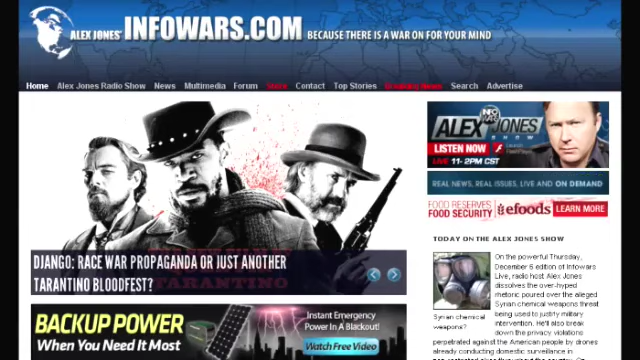 ALEX JONES' INFOWARS.COM BECAUSE THERE IS A WAR ON FOR YOUR MIND
Home Alex Jones Radio Show News Multimedia Forum Store Contact Top Stories Breaking News Search Advertise
DJANGO: RACE WAR PROPAGANDA OR JUST ANOTHER
TARANTINO BLOODFEST?
BACKUP POWER
When You Need It Most
Instant Emergency
Power In A Blackout!
Watch Free Video
INFO WARS
ALEX JONES
SHOW
LISTEN NOW
LIVE 11-2PM CST
REAL NEWS, REAL ISSUES, LIVE AND ON DEMAND
FOOD RESERVES
FOOD SECURITY
efoods
LEARN MORE
TODAY ON THE ALEX JONES SHOW
Syrian chemical
weapons?
On the powerful Thursday,
December 6 edition of Infowars
Live, radio host Alex Jones
dissolves the over-hyped
rhetoric poured over the alleged
Syrian chemical weapons threat
being used to justify military
intervention. He'll also break
down the privacy violations
perpetrated against the American people by drones
already conducting domestic surveillance in